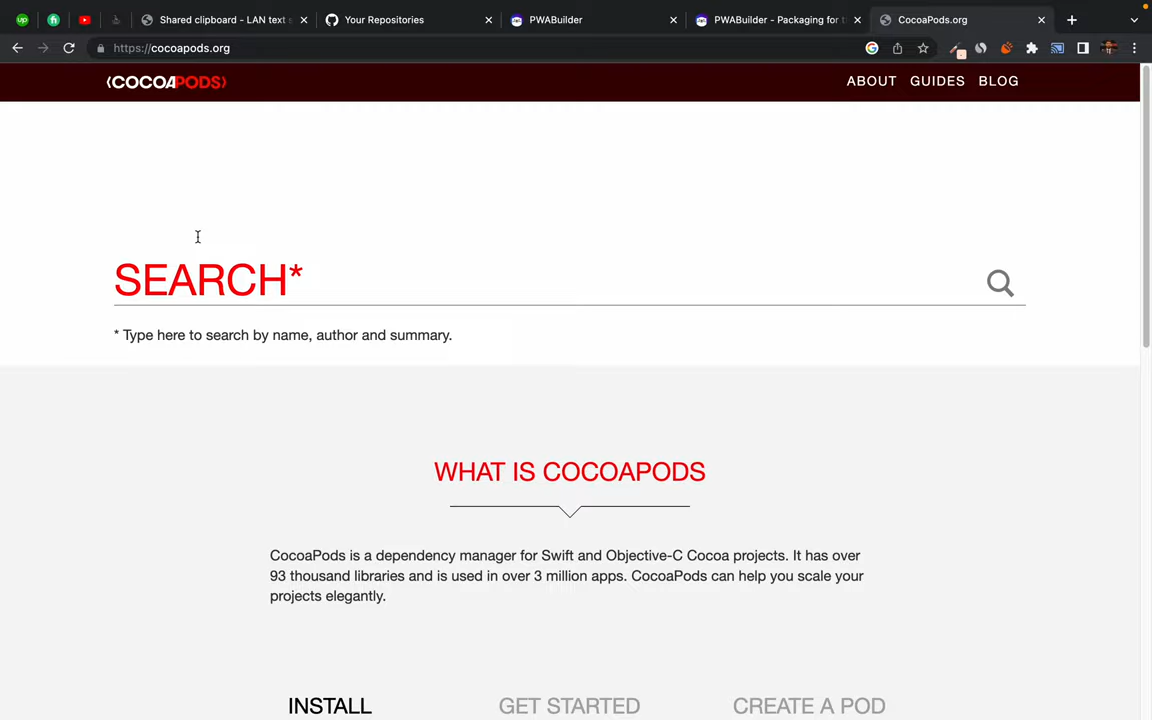 Shared clipboard - LAN text
Your Repositories
PWABuilder
PWABuilder - Packaging for
CocoaPods.org
https://cocoapods.org
(COCOAPODS)
ABOUT GUIDES BLOG
SEARCH*
* Type here to search by name, author and summary.
WHAT IS COCOAPODS
CocoaPods is a dependency manager for Swift and Objective-C Cocoa projects. It has over
93 thousand libraries and is used in over 3 million apps. CocoaPods can help you scale your
projects elegantly.
INSTALL GET STARTED CREATE A POD